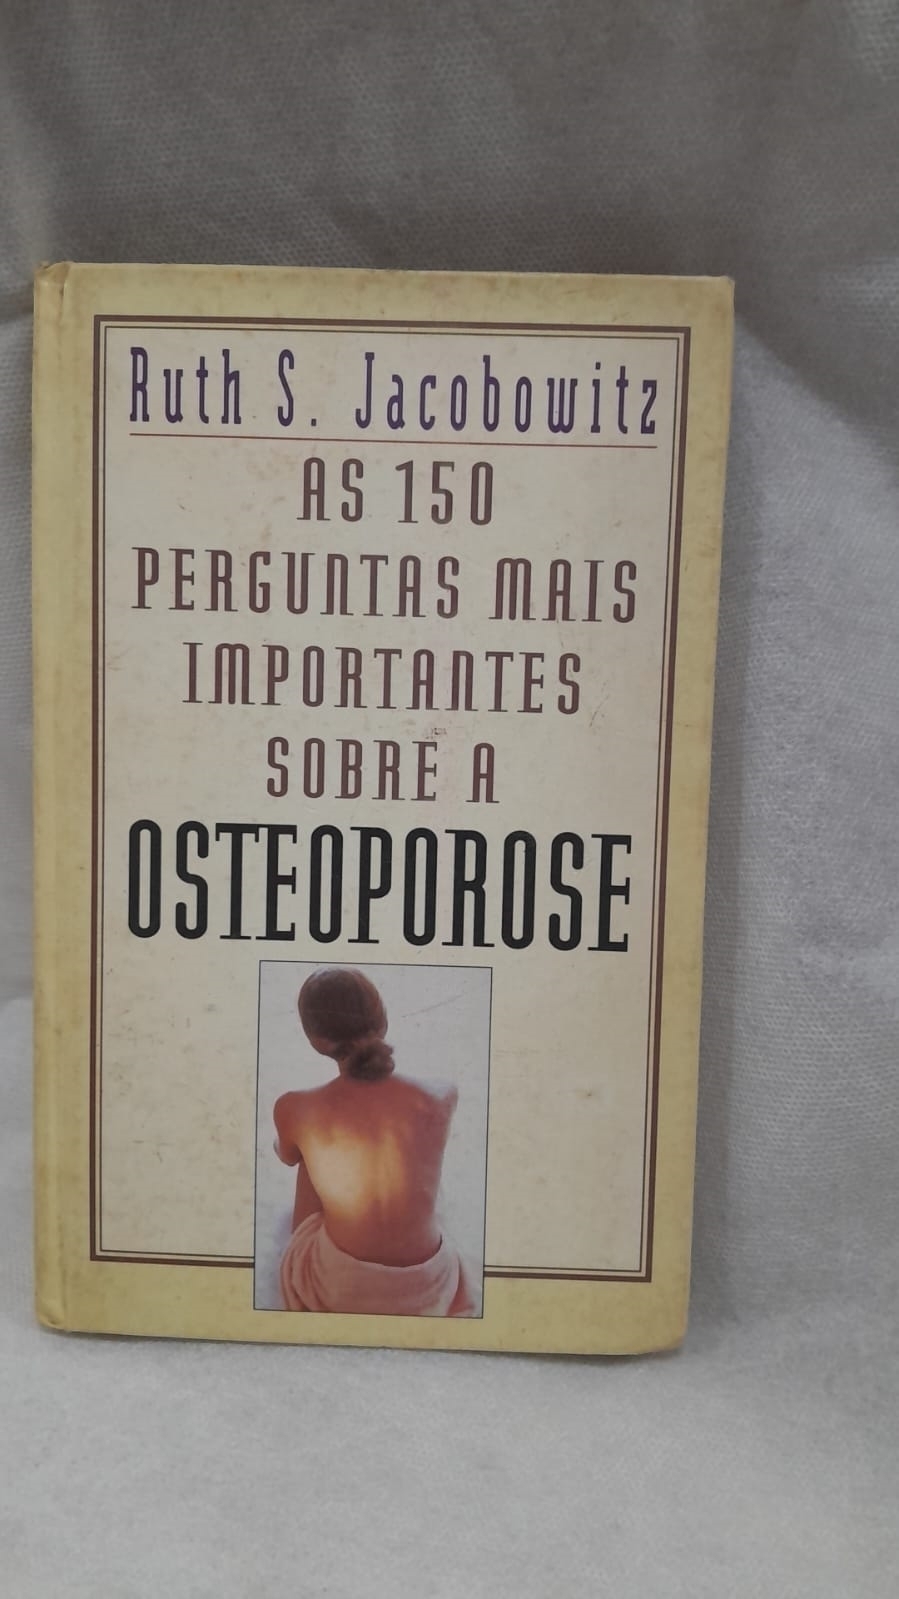 Ruth S. Jacobowitz
AS 150
PERGUNTAS MAIS
IMPORTANTES
SOBRE A
OSTEOPOROSE